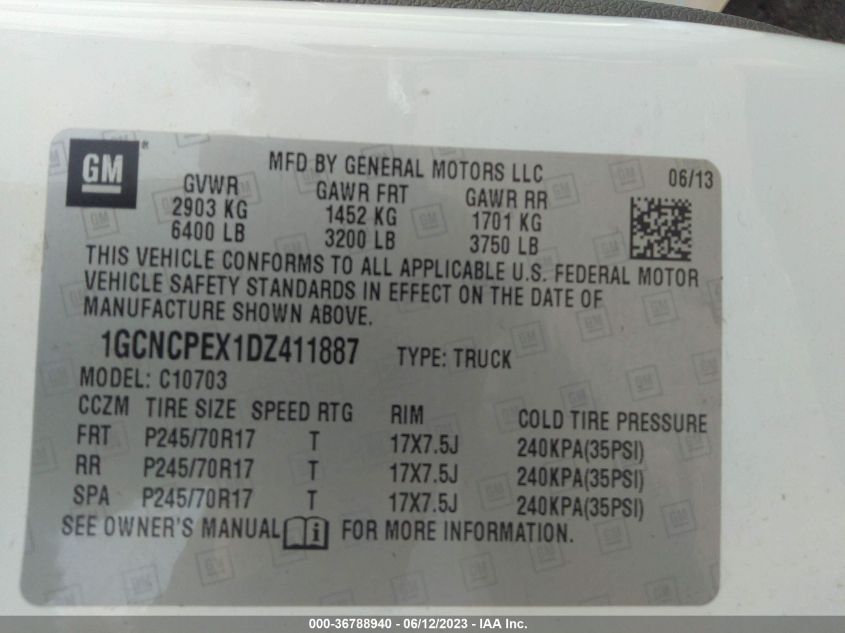 GM
MFD BY GENERAL MOTORS LLC
06/13
GVWR GAWR FRT GAWR RR
2903 KG 1452 KG 1701 KG
6400 LB 3200 LB 3750 LB
THIS VEHICLE CONFORMS TO ALL APPLICABLE U.S. FEDERAL MOTOR
VEHICLE SAFETY STANDARDS IN EFFECT ON THE DATE OF
MANUFACTURE SHOWN ABOVE.
1GCNCPEX1DZ411887 TYPE: TRUCK
MODEL: C10703
CCZM TIRE SIZE SPEED RTG RIM COLD TIRE PRESSURE
FRT P245/70R17 T 17X7.5J 240KPA(35PSI)
RR P245/70R17 T 17X7.5J 240KPA(35PSI)
SPA P245/70R17 T 17X7.5J 240KPA(35PSI)
SEE OWNER'S MANUAL i FOR MORE INFORMATION.
000-36788940 - 06/12/2023 - IAA Inc.